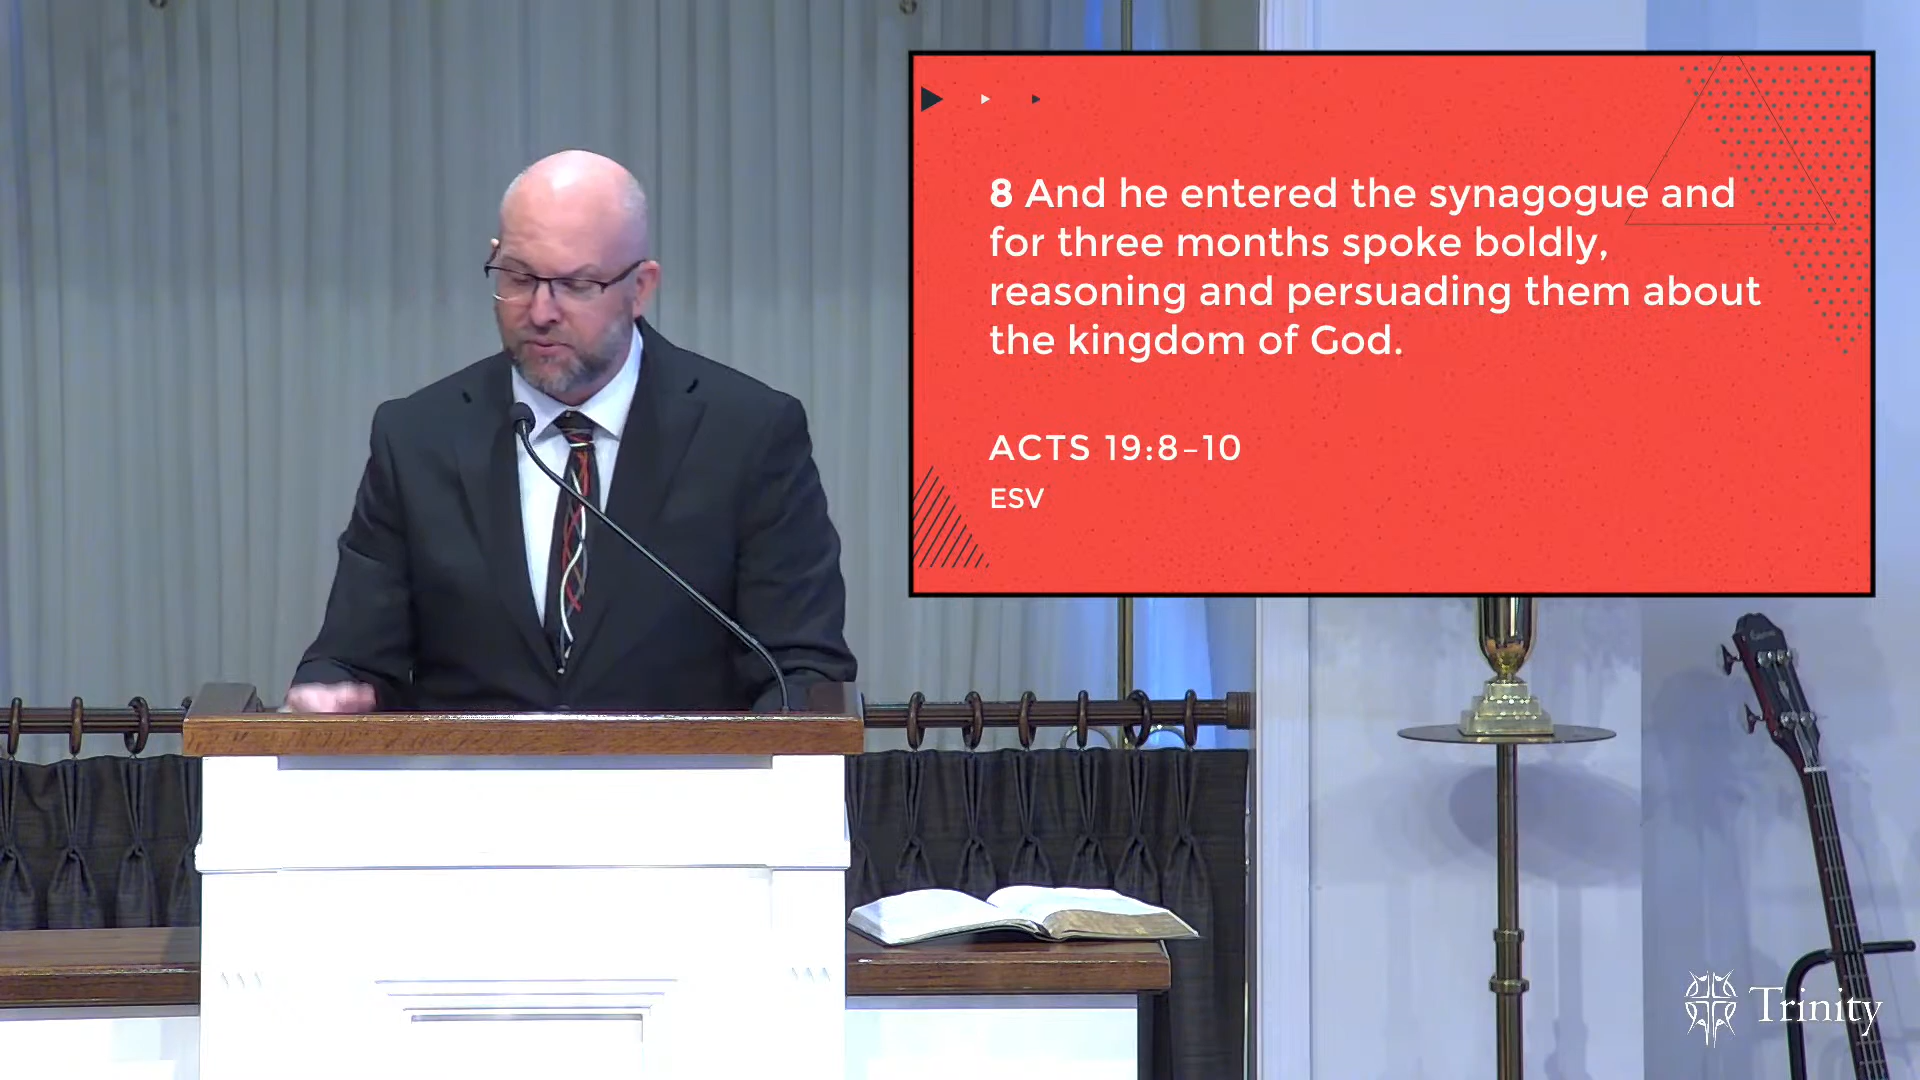 8 And he entered the synagogue and
for three months spoke boldly,
reasoning and persuading them about
the kingdom of God.
ACTS 19:8–10
ESV
Trinity